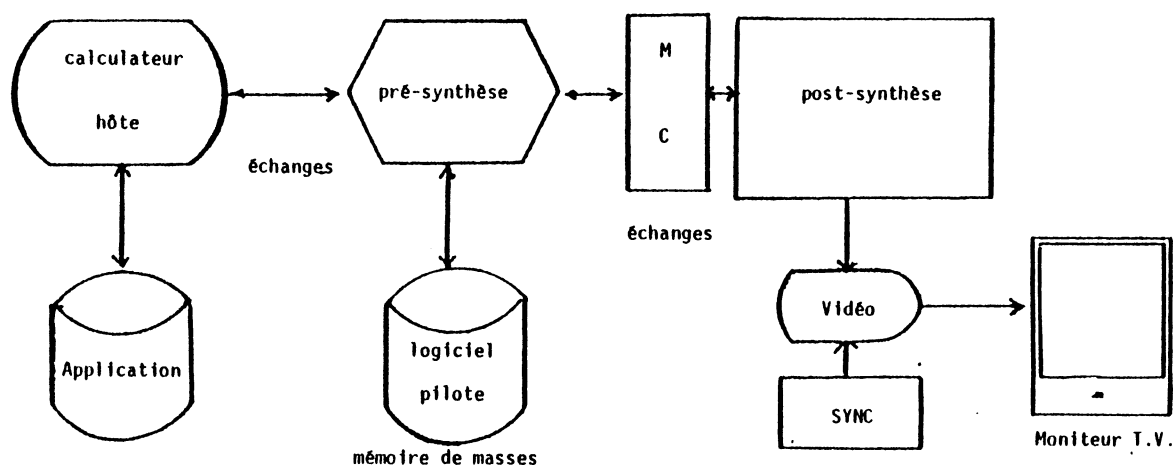 calculateur
hôte
pré-synthèse
M
C
post-synthèse
échanges
échanges
Application
logiciel
pilote
mémoire de masses
Vidéo
SYNC
Moniteur T.V.